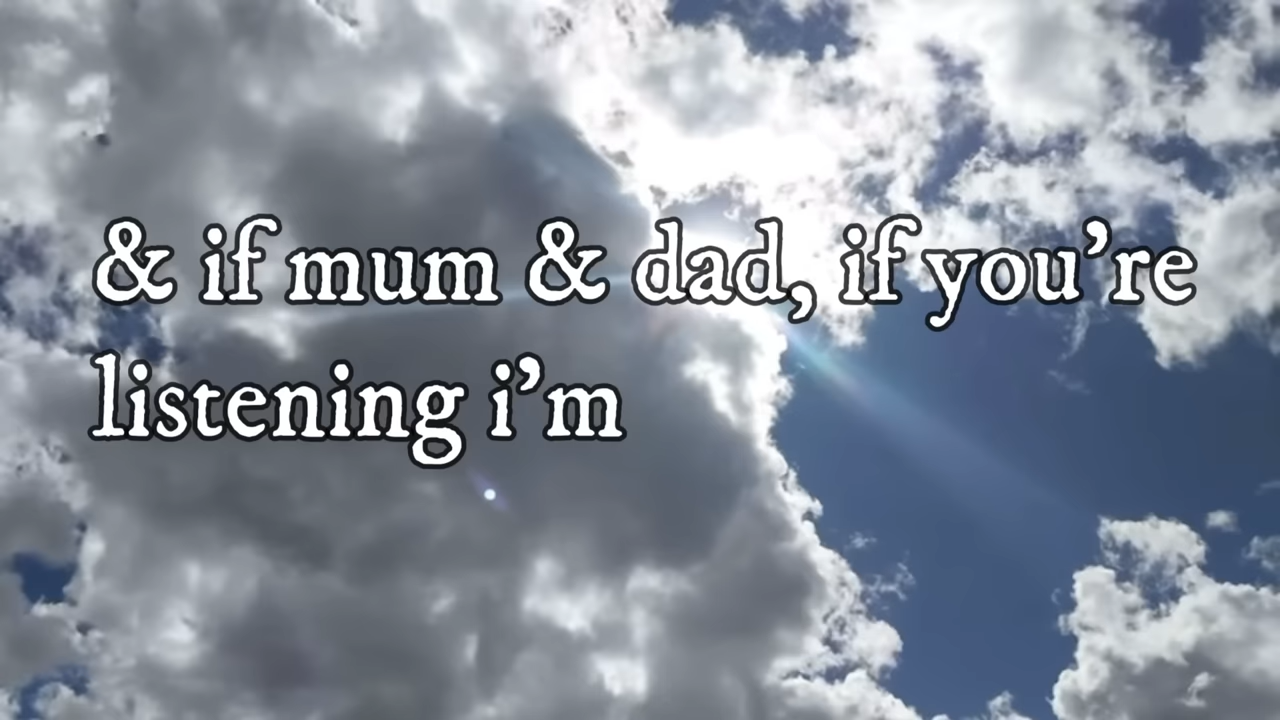 & if mum & dad, if you’re
listening i’m